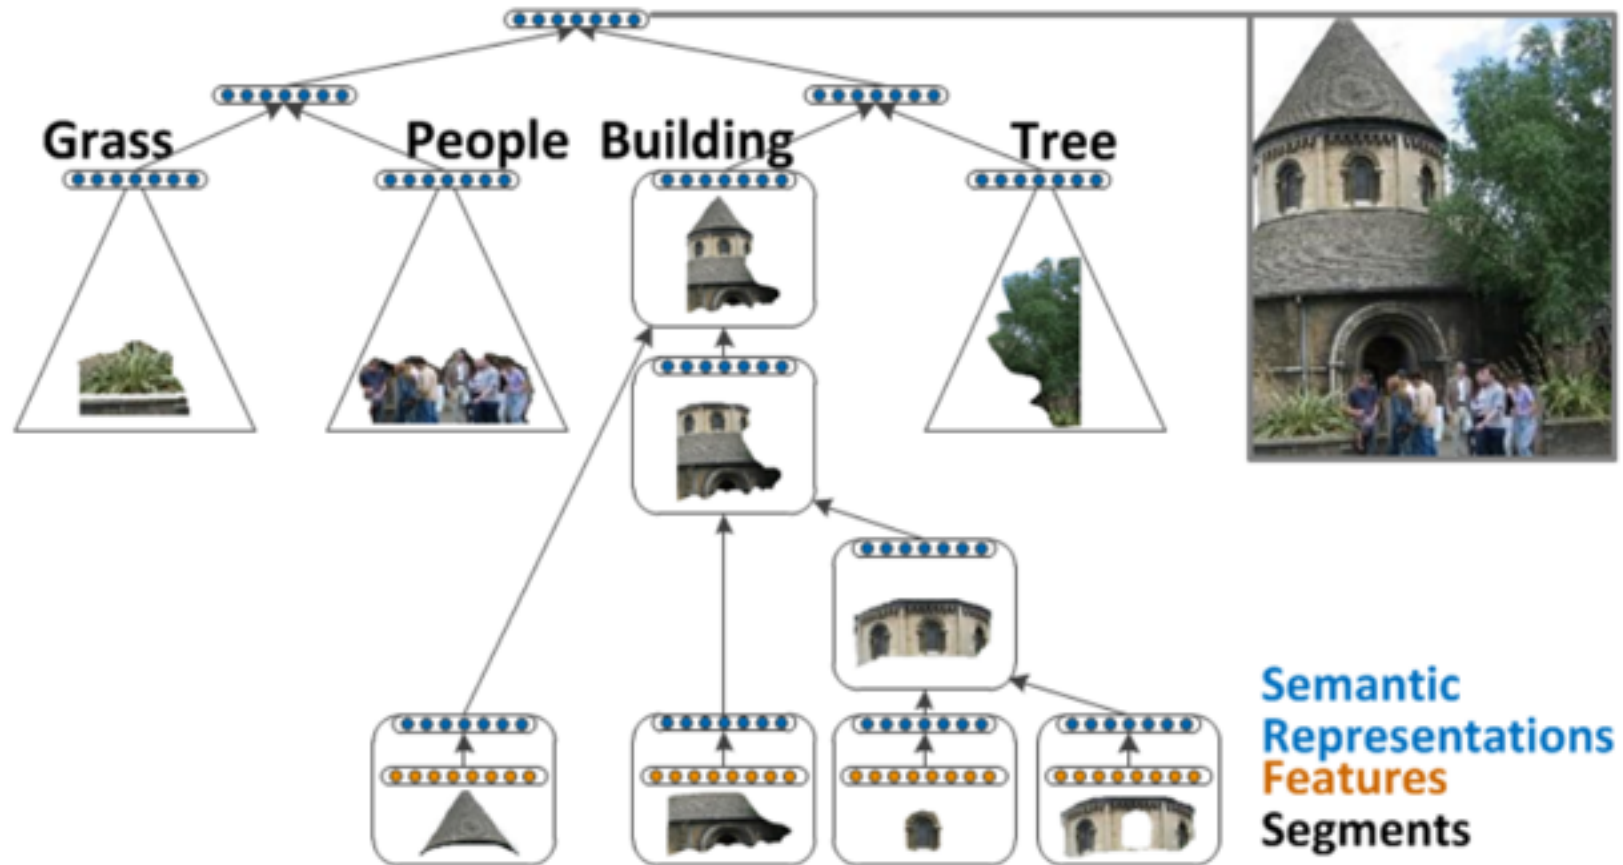 Grass
People
Building
Tree
Semantic
Representations
Features
Segments